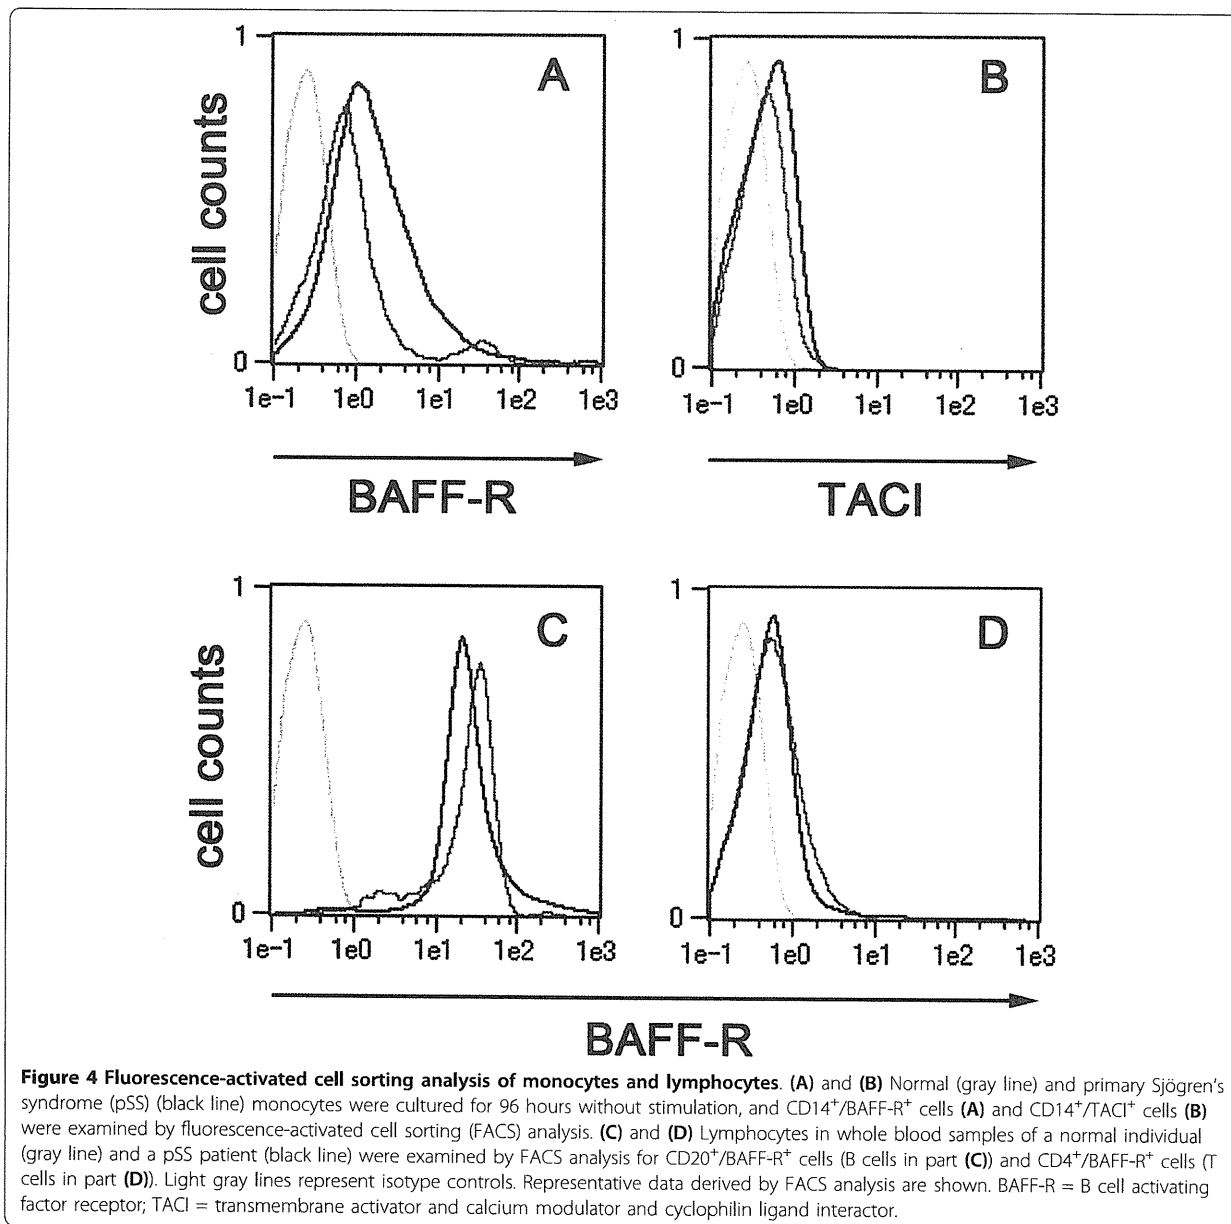 1
A
cell counts
0
1e-1 1e0 1e1 1e2 1e3
BAFF-R
1
B
0
1e-1 1e0 1e1 1e2 1e3
TACI
1
C
cell counts
0
1e-1 1e0 1e1 1e2 1e3
1
D
0
1e-1 1e0 1e1 1e2 1e3
BAFF-R
Figure 4 Fluorescence-activated cell sorting analysis of monocytes and lymphocytes. (A) and (B) Normal (gray line) and primary Sjögren's
syndrome (pSS) (black line) monocytes were cultured for 96 hours without stimulation, and CD14⁺/BAFF-R⁺ cells (A) and CD14⁺/TACI⁺ cells (B)
were examined by fluorescence-activated cell sorting (FACS) analysis. (C) and (D) Lymphocytes in whole blood samples of a normal individual
(gray line) and a pSS patient (black line) were examined by FACS analysis for CD20⁺/BAFF-R⁺ cells (B cells in part (C)) and CD4⁺/BAFF-R⁺ cells (T
cells in part (D)). Light gray lines represent isotype controls. Representative data derived by FACS analysis are shown. BAFF-R = B cell activating
factor receptor; TACI = transmembrane activator and calcium modulator and cyclophilin ligand interactor.